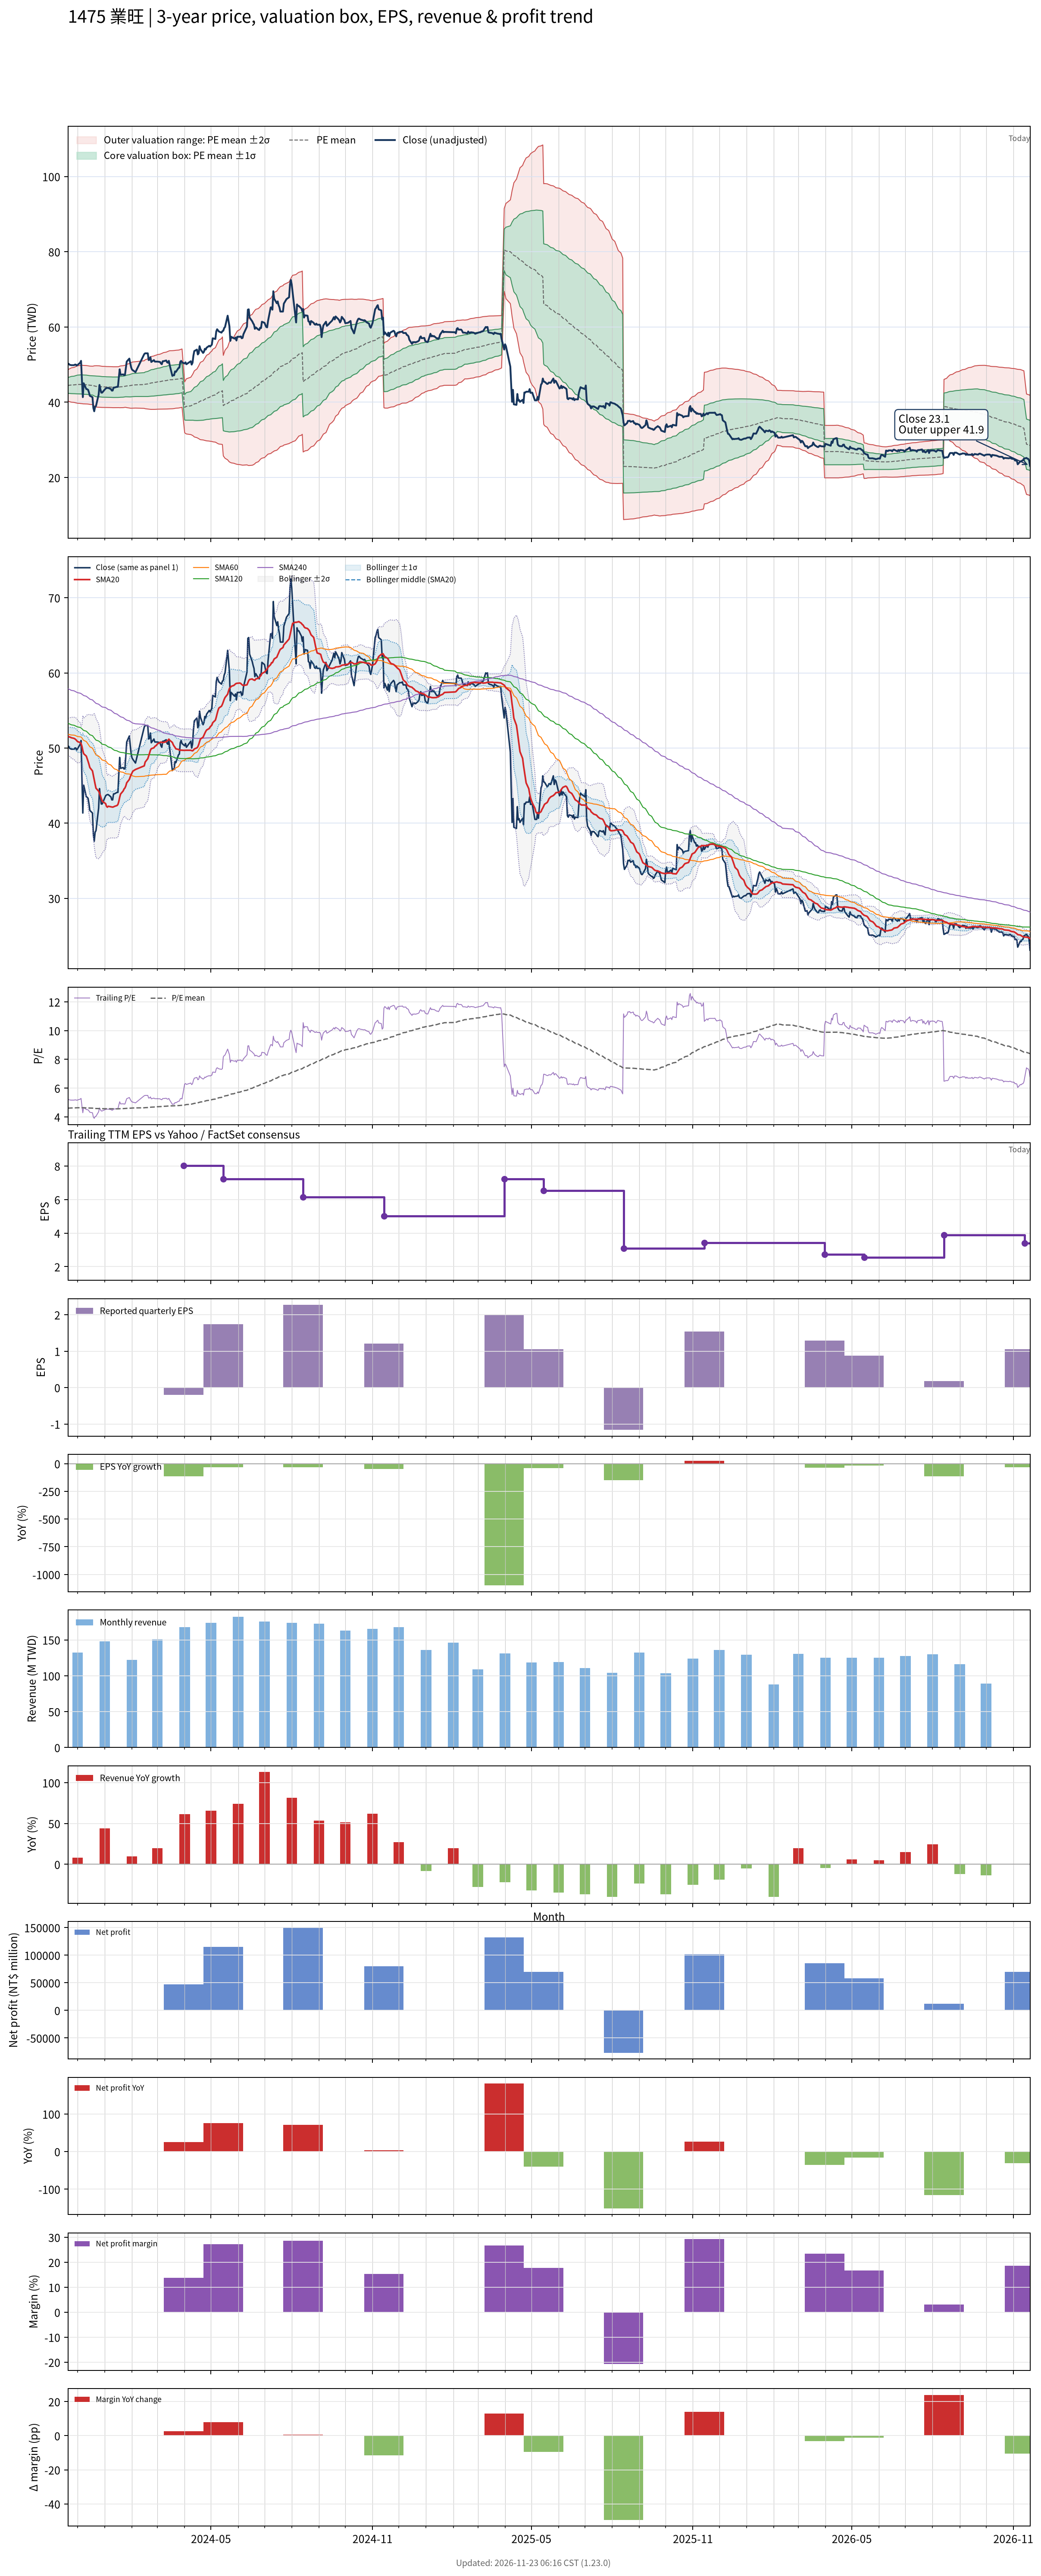 1475 業旺 | 3-year price, valuation box, EPS, revenue & profit trend
Outer valuation range: PE mean ±2σ
Core valuation box: PE mean ±1σ
PE mean
Close (unadjusted)
Today
Price (TWD)
100
80
60
40
20
Close 23.1
Outer upper 41.9
Close (same as panel 1)
SMA20
SMA60
SMA120
SMA240
Bollinger ±2σ
Bollinger ±1σ
Bollinger middle (SMA20)
Price
70
60
50
40
30
Trailing P/E
P/E mean
P/E
12
10
8
6
4
Trailing TTM EPS vs Yahoo / FactSet consensus
Today
EPS
8
6
4
2
Reported quarterly EPS
EPS
2
1
0
-1
EPS YoY growth
YoY (%)
0
-250
-500
-750
-1000
Monthly revenue
Revenue (M TWD)
150
100
50
0
Revenue YoY growth
YoY (%)
100
50
0
Month
Net profit
Net profit (NT$ million)
150000
100000
50000
0
-50000
Net profit YoY
YoY (%)
100
0
-100
Net profit margin
Margin (%)
30
20
10
0
-10
-20
Margin YoY change
Δ margin (pp)
20
0
-20
-40
2024-05
2024-11
2025-05
2025-11
2026-05
2026-11
Updated: 2026-11-23 06:16 CST (1.23.0)